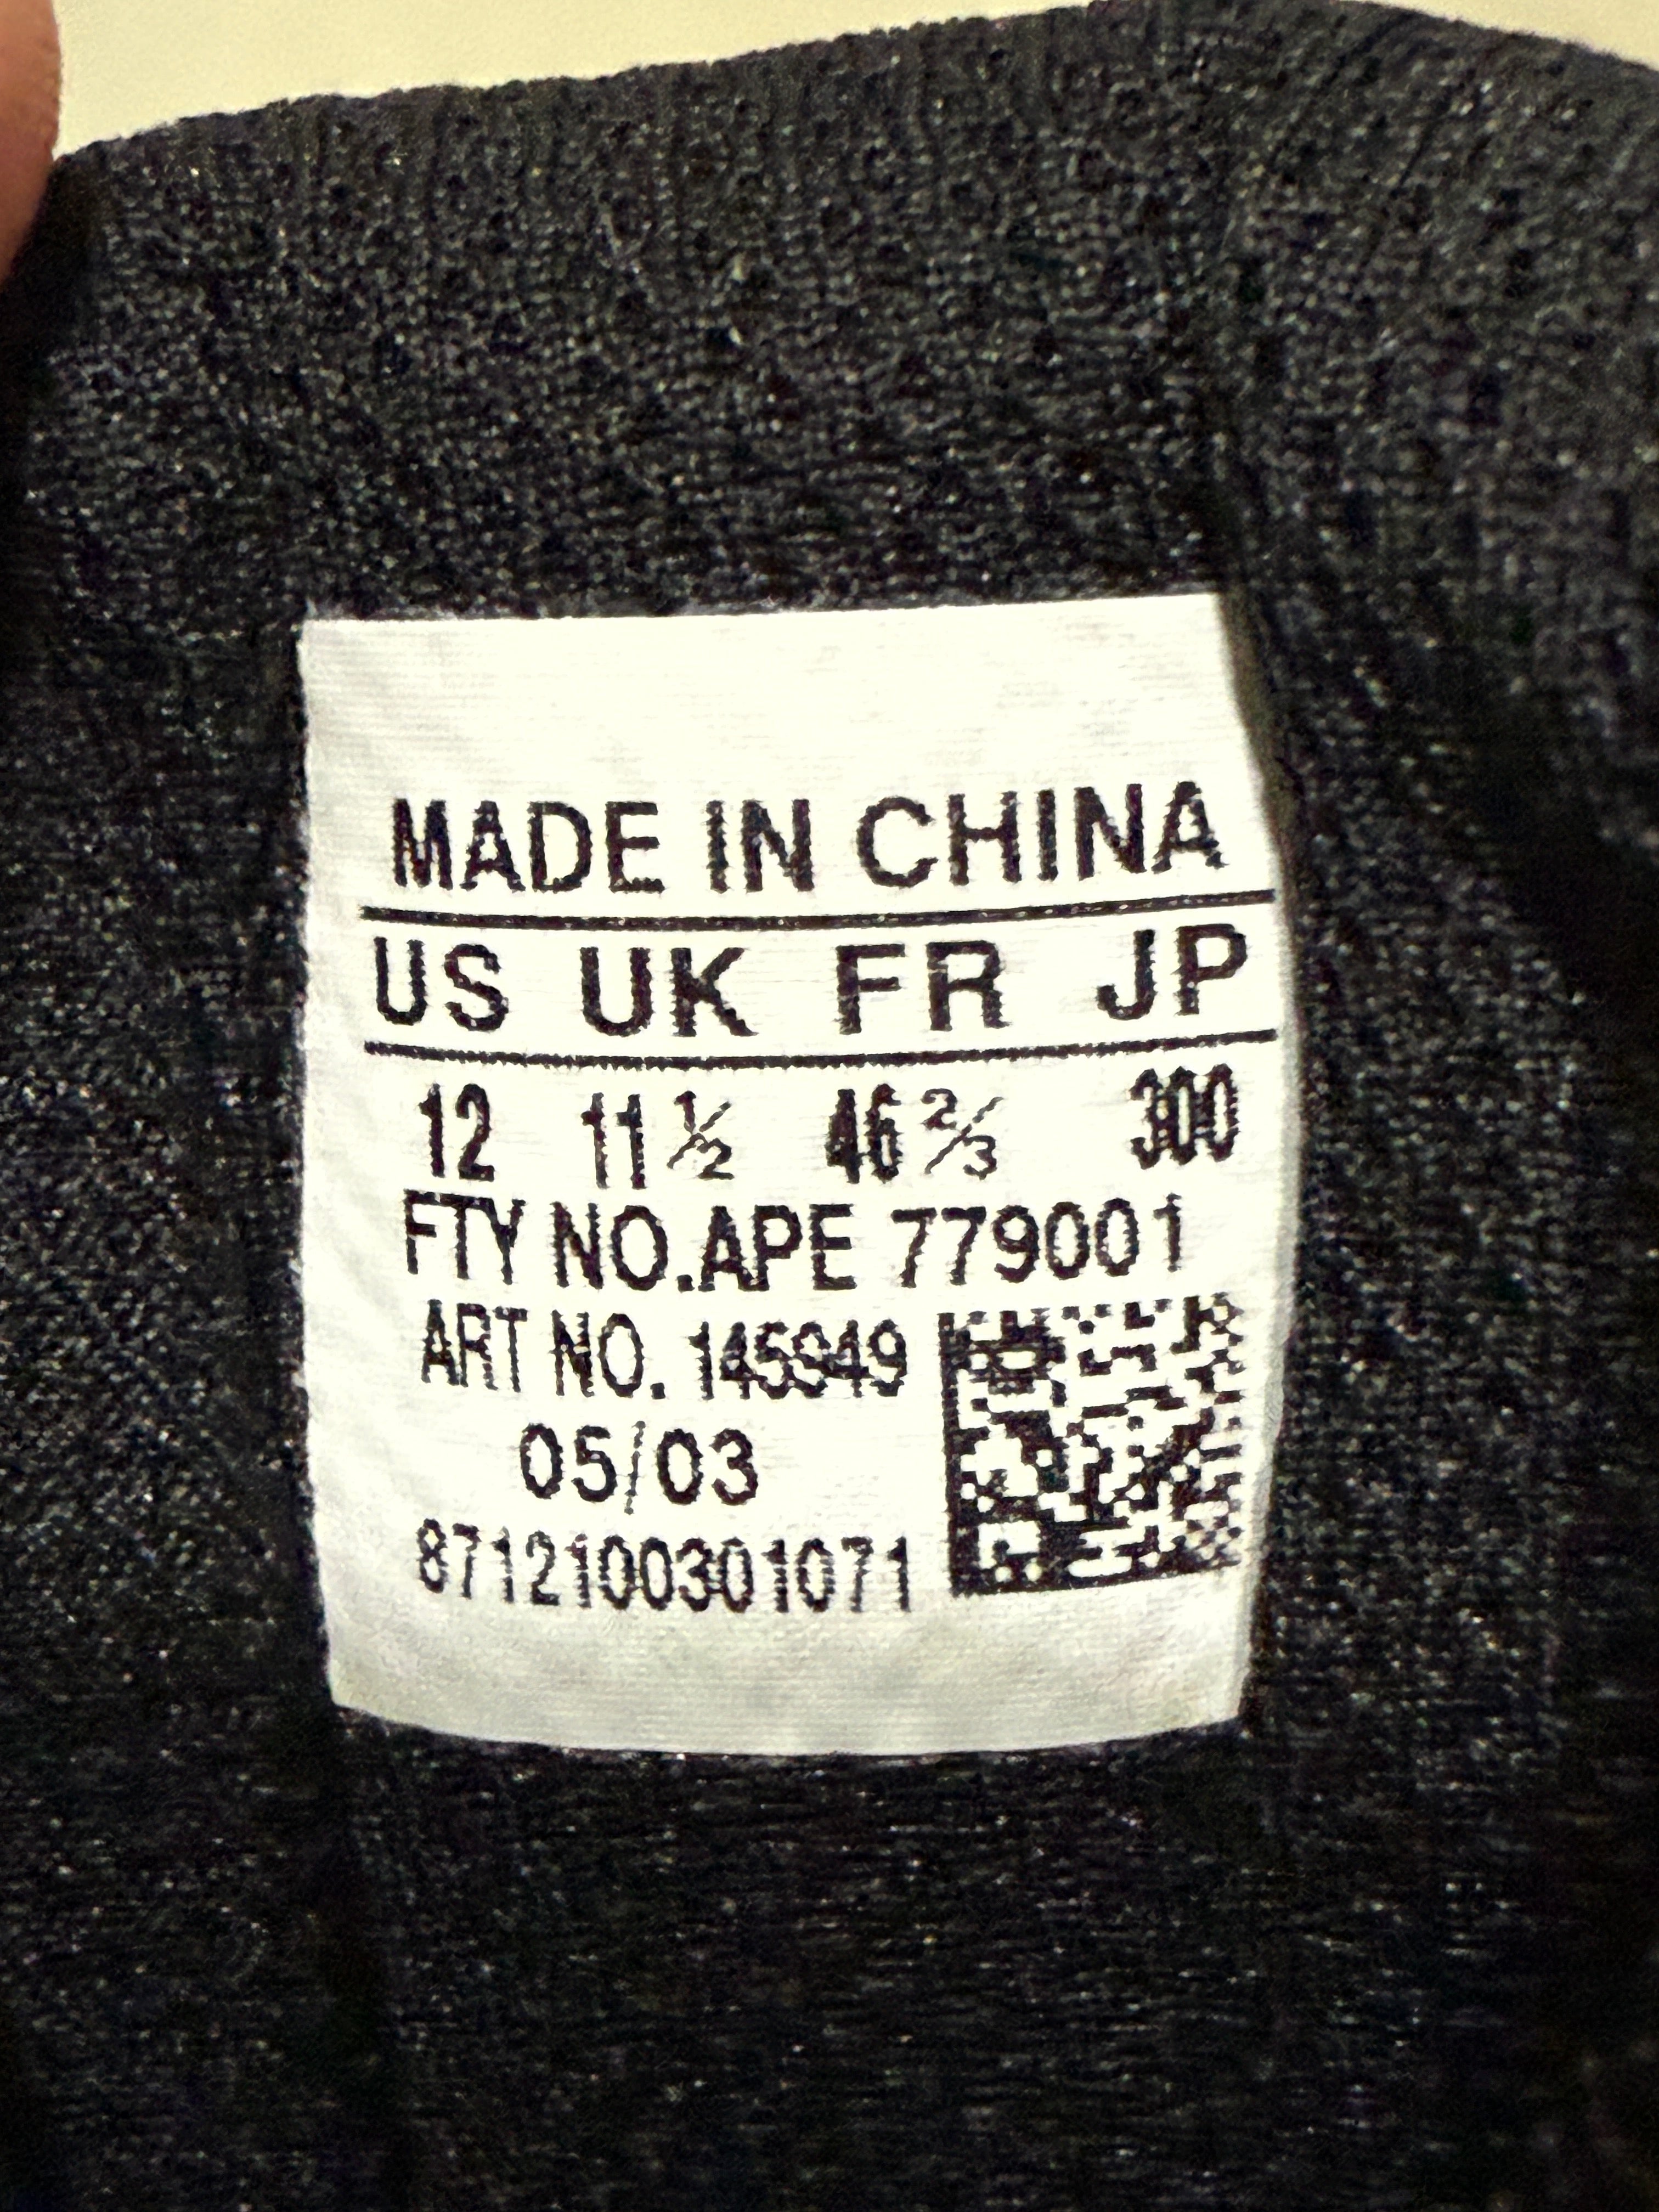 MADE IN CHINA
US UK FR JP
12 11½ 46⅔ 300
FTY NO.APE 779001
ART NO. 145949
05/03
8712100301071